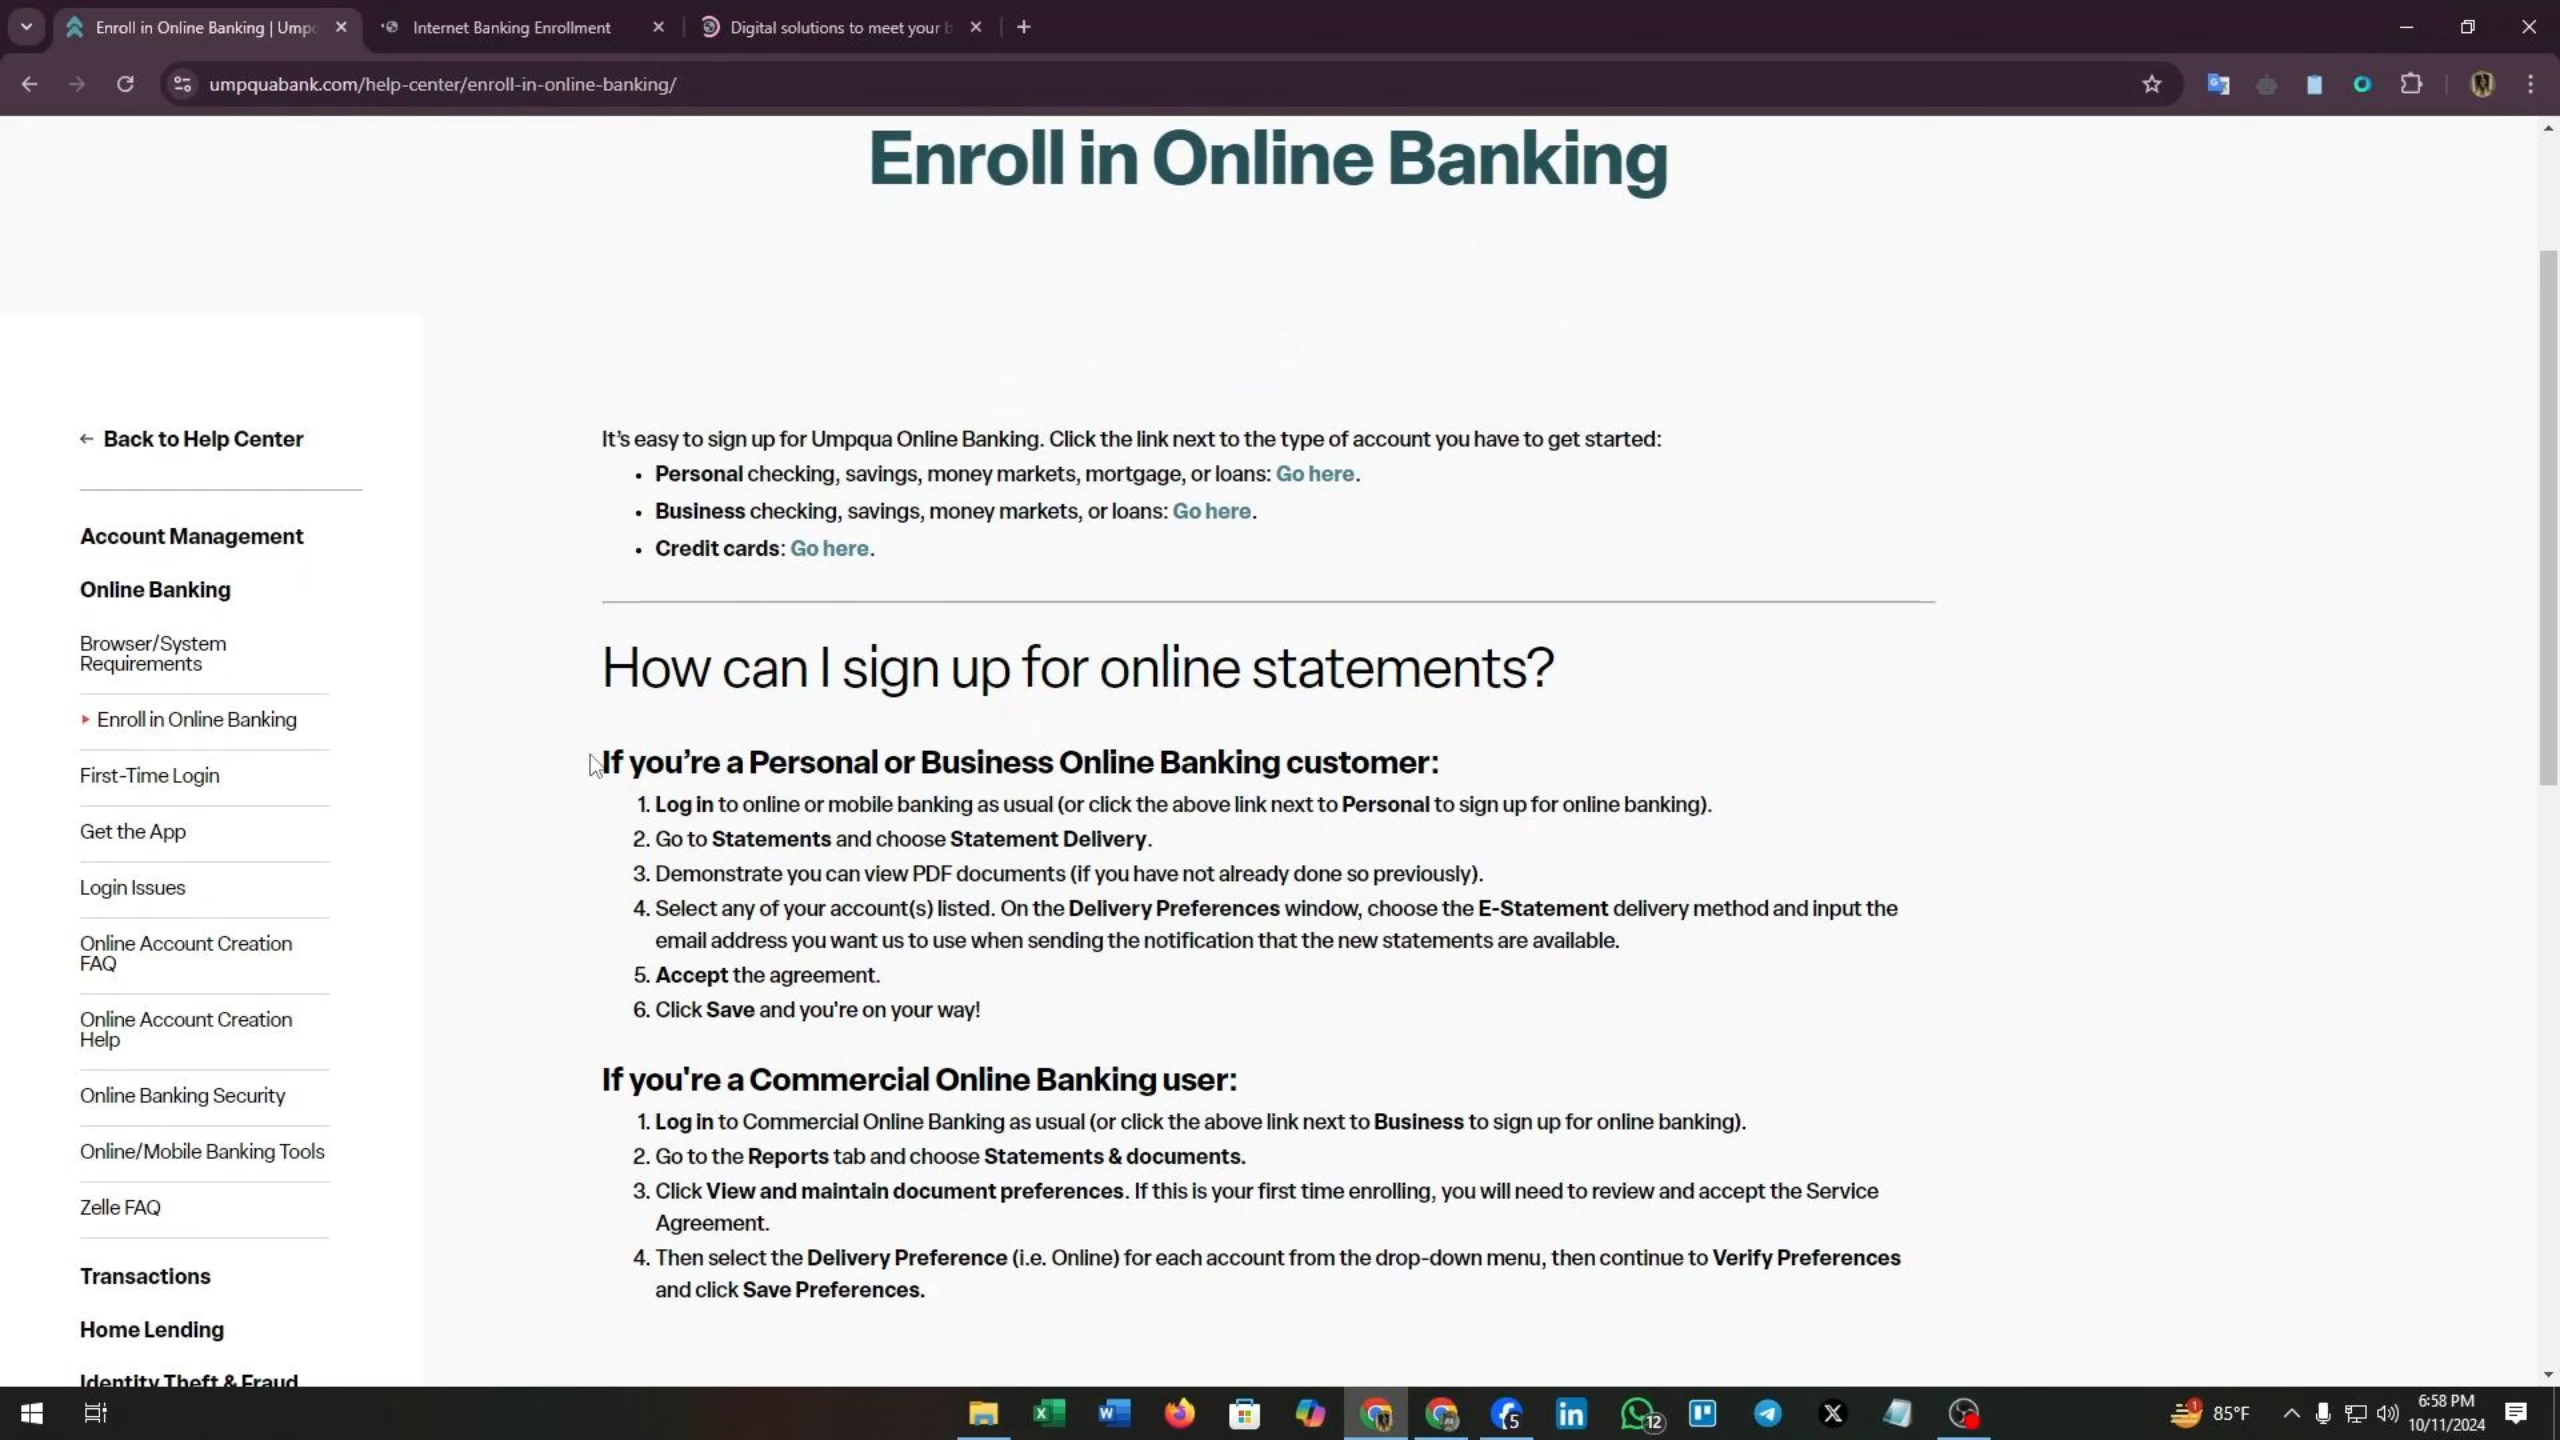 Enroll in Online Banking | Umpq
Internet Banking Enrollment
Digital solutions to meet your b
umpquabank.com/help-center/enroll-in-online-banking/
Enroll in Online Banking
Back to Help Center
Account Management
Online Banking
Browser/System
Requirements
Enroll in Online Banking
First-Time Login
Get the App
Login Issues
Online Account Creation
FAQ
Online Account Creation
Help
Online Banking Security
Online/Mobile Banking Tools
Zelle FAQ
Transactions
Home Lending
Identity Theft & Fraud
It's easy to sign up for Umpqua Online Banking. Click the link next to the type of account you have to get started:
• Personal checking, savings, money markets, mortgage, or loans: Go here.
• Business checking, savings, money markets, or loans: Go here.
• Credit cards: Go here.
How can I sign up for online statements?
If you’re a Personal or Business Online Banking customer:
1. Log in to online or mobile banking as usual (or click the above link next to Personal to sign up for online banking).
2. Go to Statements and choose Statement Delivery.
3. Demonstrate you can view PDF documents (if you have not already done so previously).
4. Select any of your account(s) listed. On the Delivery Preferences window, choose the E-Statement delivery method and input the
email address you want us to use when sending the notification that the new statements are available.
5. Accept the agreement.
6. Click Save and you're on your way!
If you're a Commercial Online Banking user:
1. Log in to Commercial Online Banking as usual (or click the above link next to Business to sign up for online banking).
2. Go to the Reports tab and choose Statements & documents.
3. Click View and maintain document preferences. If this is your first time enrolling, you will need to review and accept the Service
Agreement.
4. Then select the Delivery Preference (i.e. Online) for each account from the drop-down menu, then continue to Verify Preferences
and click Save Preferences.
5
12
1
85°F
6:58 PM
10/11/2024